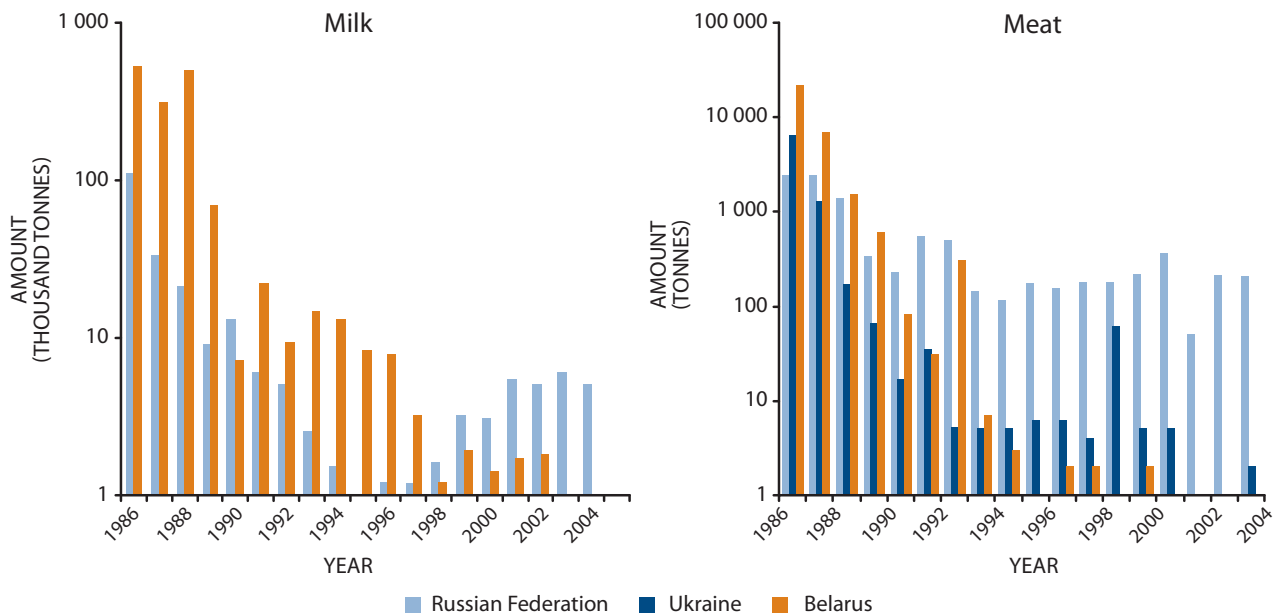 Milk
1 000
100
10
1
AMOUNT
(THOUSAND TONNES)
1986
1988
1990
1992
1994
1996
1998
2000
2002
2004
YEAR
Meat
100 000
10 000
1 000
100
10
1
AMOUNT
(TONNES)
1986
1988
1990
1992
1994
1996
1998
2000
2002
2004
YEAR
Russian Federation
Ukraine
Belarus